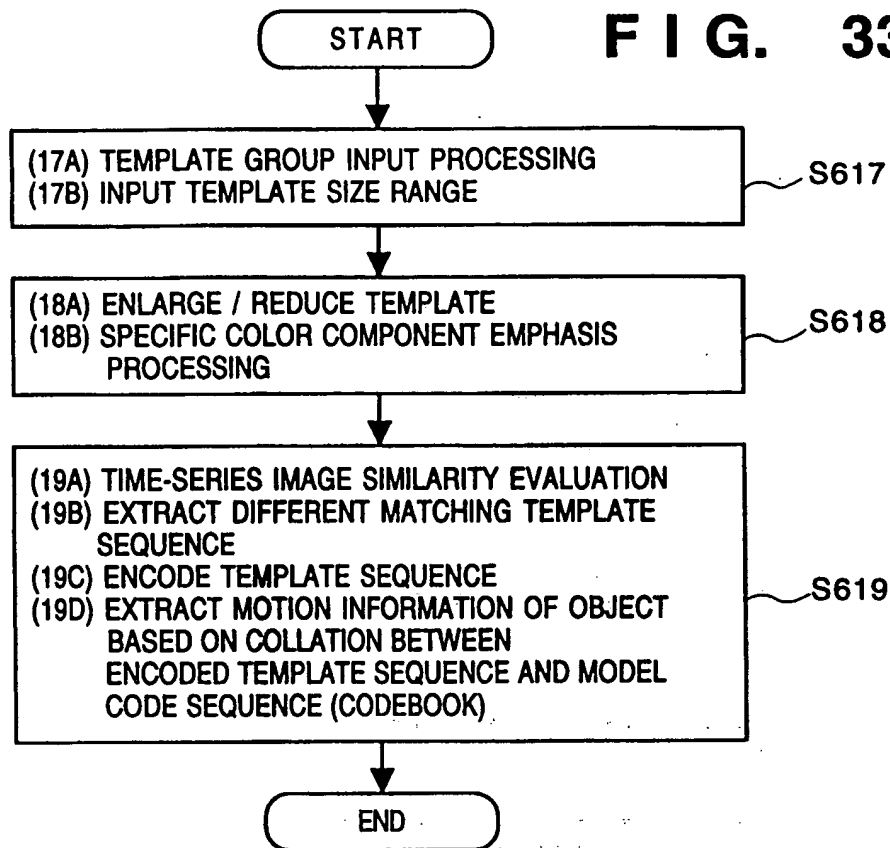 START
F I G. 33
(17A) TEMPLATE GROUP INPUT PROCESSING
(17B) INPUT TEMPLATE SIZE RANGE
S617
(18A) ENLARGE / REDUCE TEMPLATE
(18B) SPECIFIC COLOR COMPONENT EMPHASIS
PROCESSING
S618
(19A) TIME-SERIES IMAGE SIMILARITY EVALUATION
(19B) EXTRACT DIFFERENT MATCHING TEMPLATE
SEQUENCE
(19C) ENCODE TEMPLATE SEQUENCE
(19D) EXTRACT MOTION INFORMATION OF OBJECT
BASED ON COLLATION BETWEEN
ENCODED TEMPLATE SEQUENCE AND MODEL
CODE SEQUENCE (CODEBOOK)
S619
END